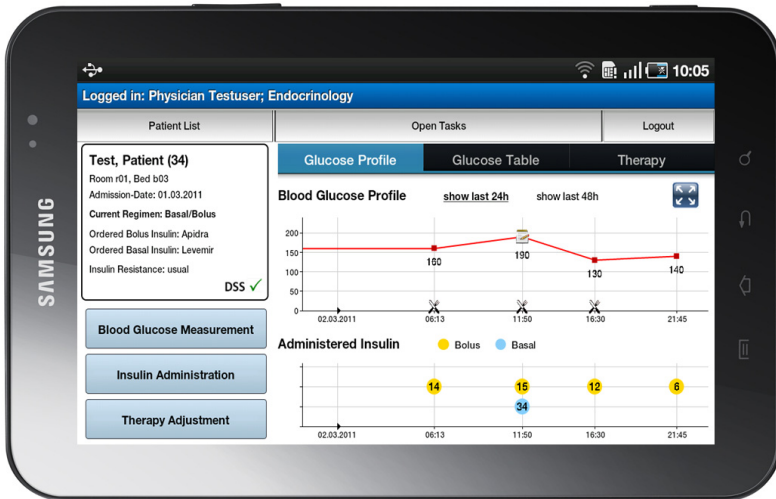 SAMSUNG
10:05
Logged in: Physician Testuser; Endocrinology
Patient List
Open Tasks
Logout
Test, Patient (34)
Room r01, Bed b03
Admission-Date: 01.03.2011
Current Regimen: Basal/Bolus
Ordered Bolus Insulin: Apidra
Ordered Basal Insulin: Levemir
Insulin Resistance: usual
DSS ✓
Blood Glucose Measurement
Insulin Administration
Therapy Adjustment
Glucose Profile
Glucose Table
Therapy
Blood Glucose Profile
show last 24h
show last 48h
200
150
100
50
0
160
190
130
140
02.03.2011
06:13
11:50
16:30
21:45
Administered Insulin
Bolus
Basal
14
15
12
6
34
02.03.2011
06:13
11:50
16:30
21:45